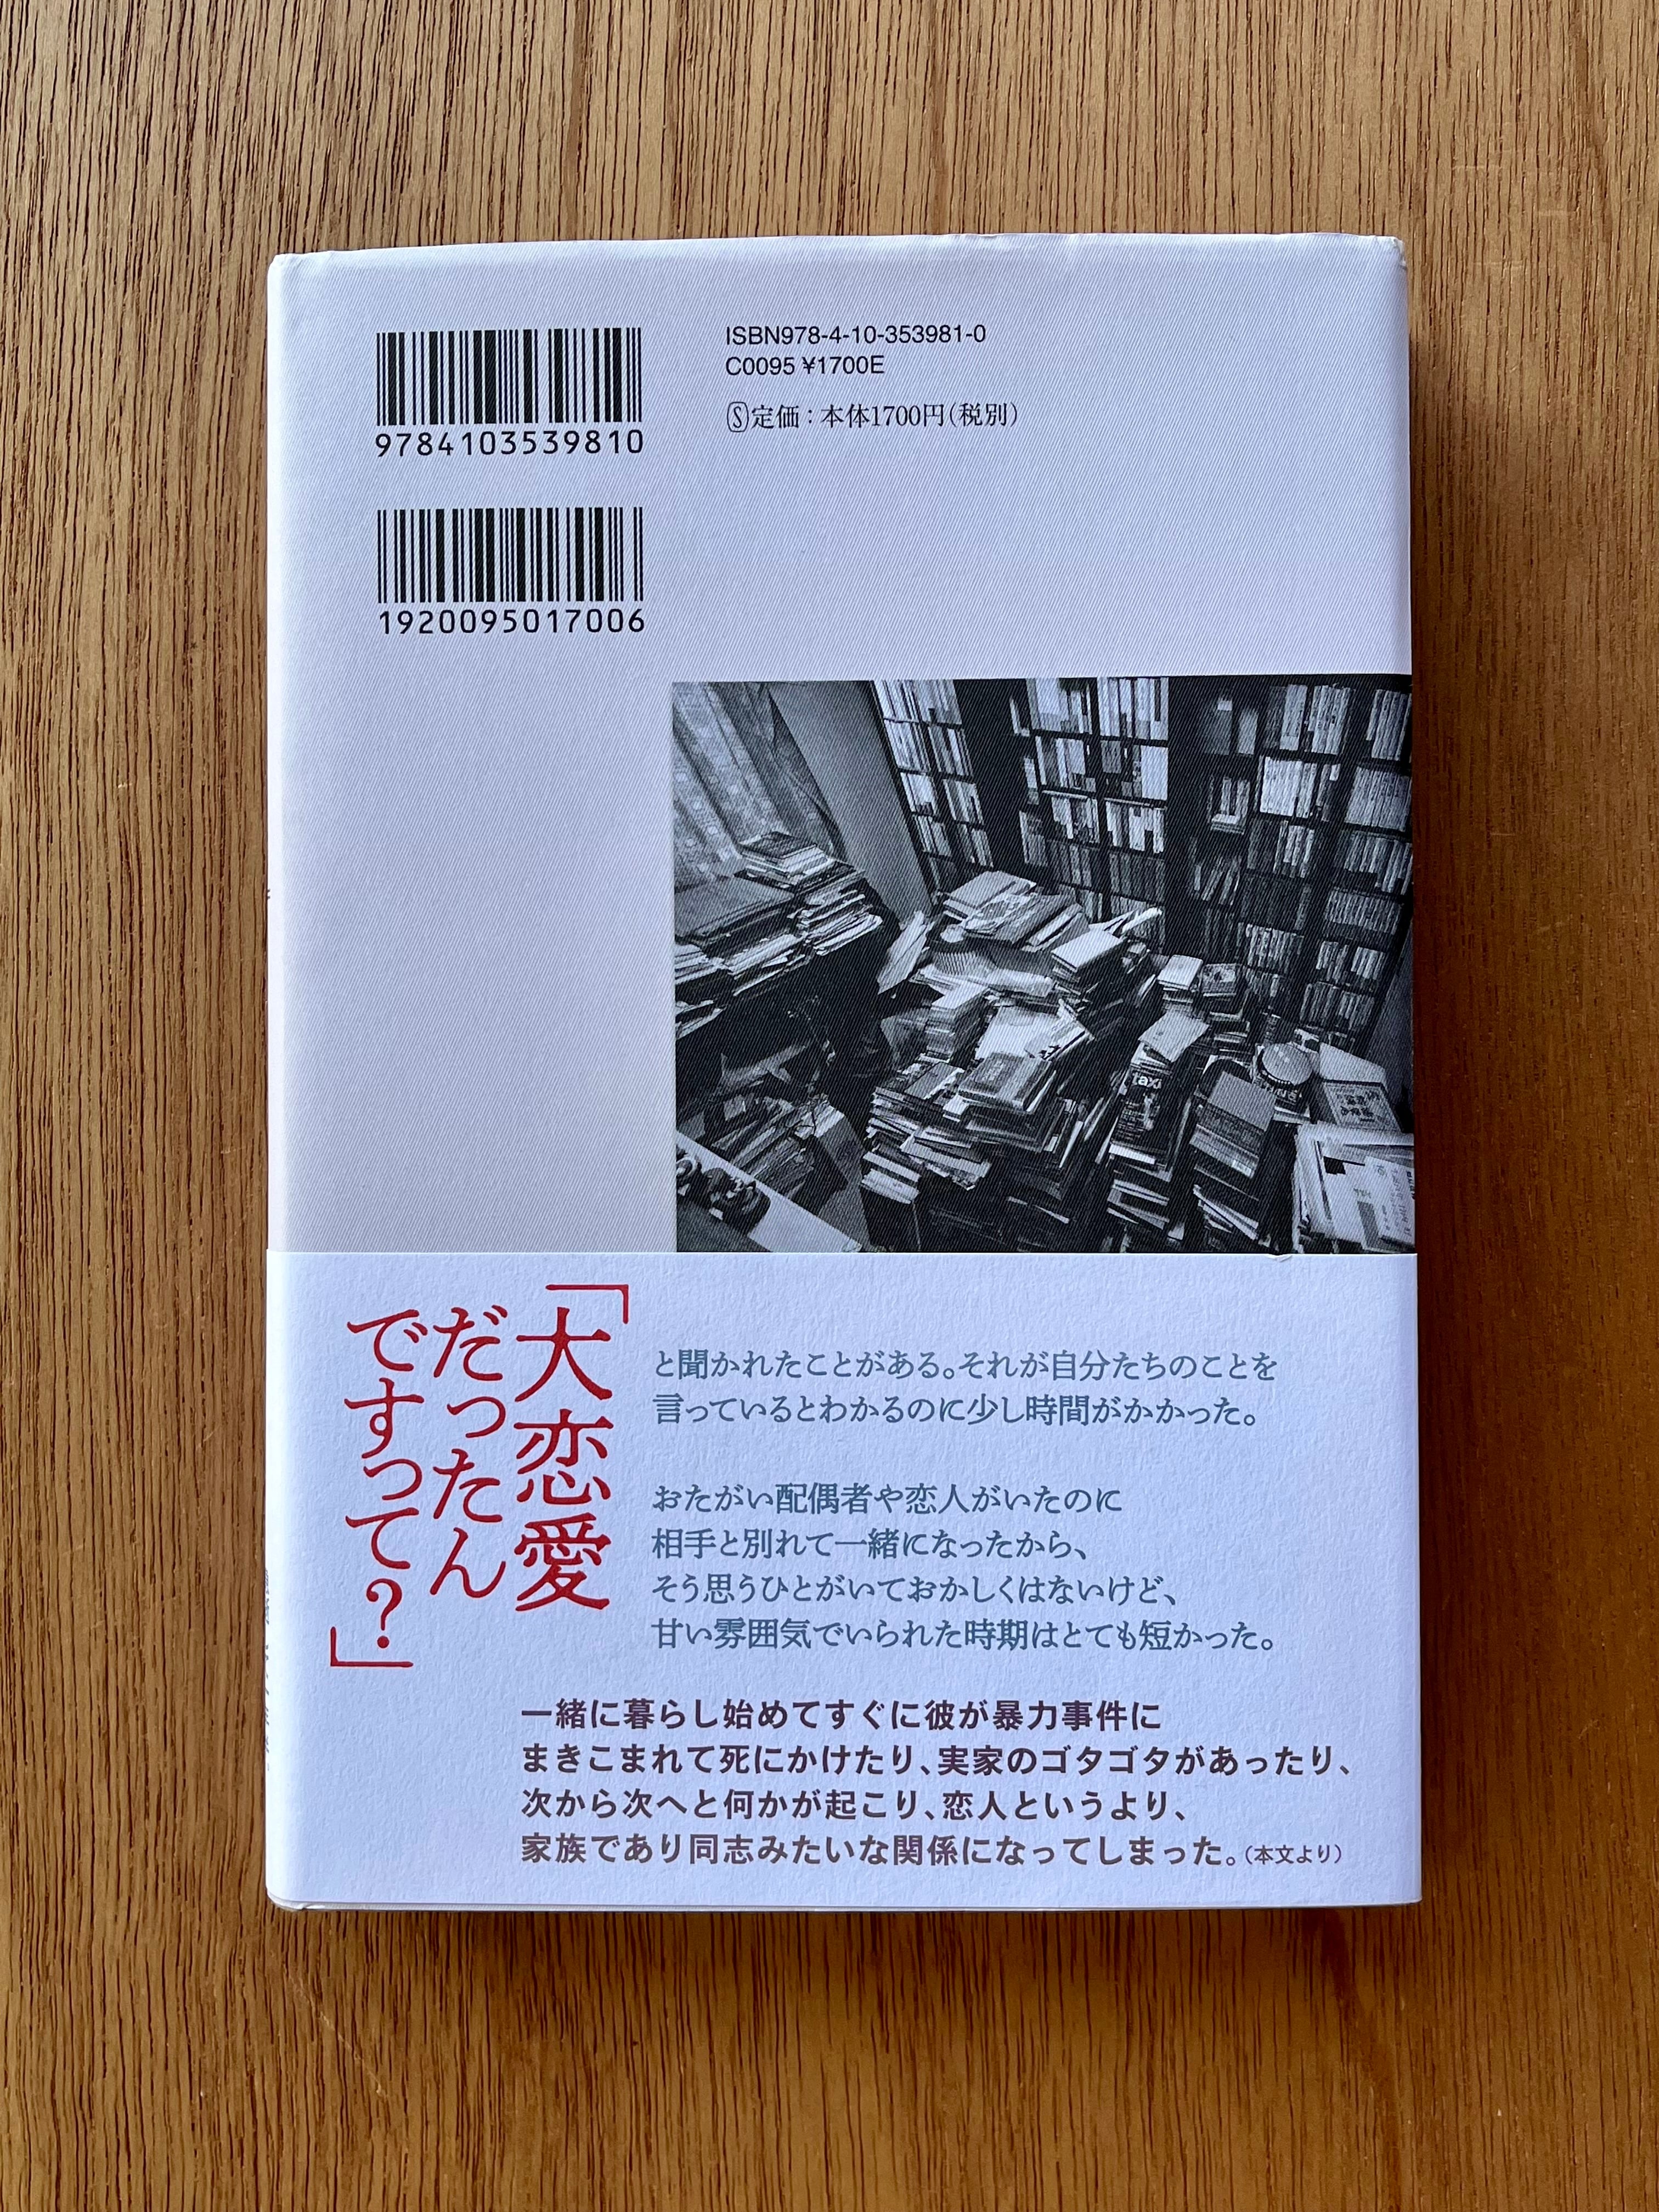 ISBN978-4-10-353981-0
C0095 ¥1700E
Ⓢ定価：本体1700円（税別）
9784103539810
1920095017006
taxi
「大恋愛
だったん
ですって？」
と聞かれたことがある。それが自分たちのことを
言っているとわかるのに少し時間がかかった。
おたがい配偶者や恋人がいたのに
相手と別れて一緒になったから、
そう思うひとがいておかしくはないけど、
甘い雰囲気でいられた時期はとても短かった。
一緒に暮らし始めてすぐに彼が暴力事件に
まきこまれて死にかけたり、実家のゴタゴタがあったり、
次から次へと何かが起こり、恋人というより、
家族であり同志みたいな関係になってしまった。（本文より）